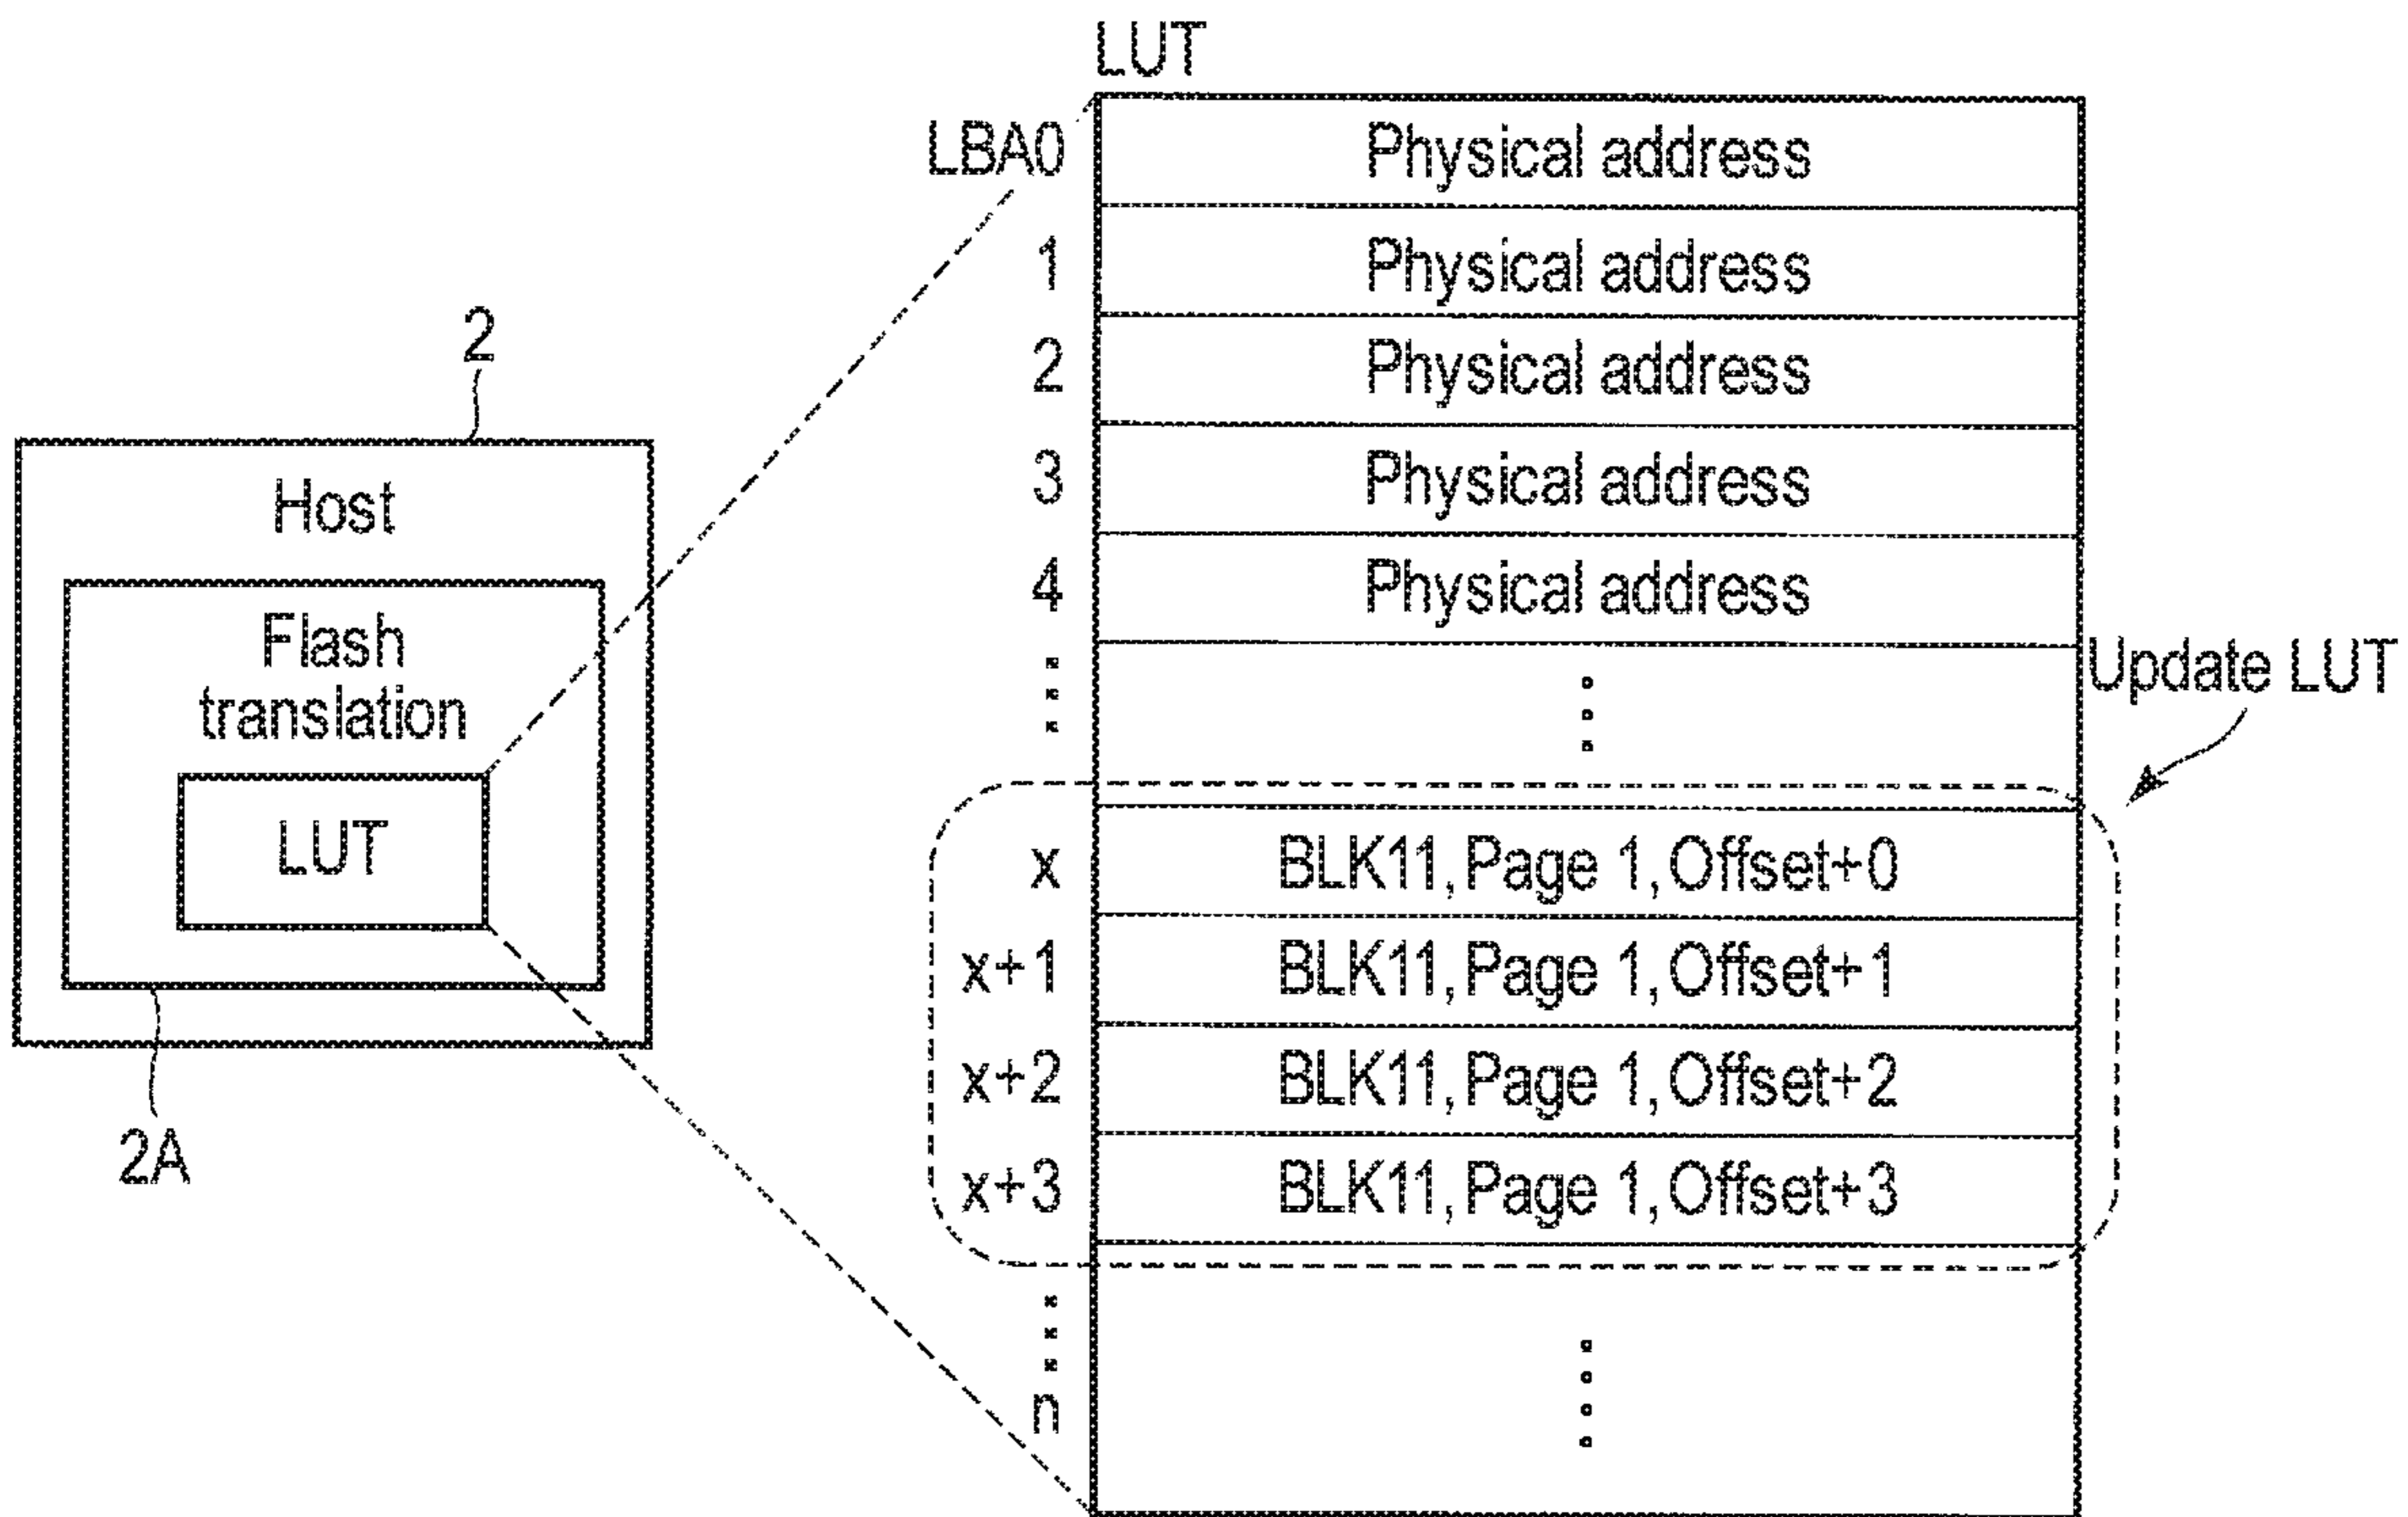 2
Host
Flash
translation
LUT
2A
LUT
LBA0 Physical address
1 Physical address
2 Physical address
3 Physical address
4 Physical address
Update LUT
x BLK11, Page 1, Offset+0
x+1 BLK11, Page 1, Offset+1
x+2 BLK11, Page 1, Offset+2
x+3 BLK11, Page 1, Offset+3
n